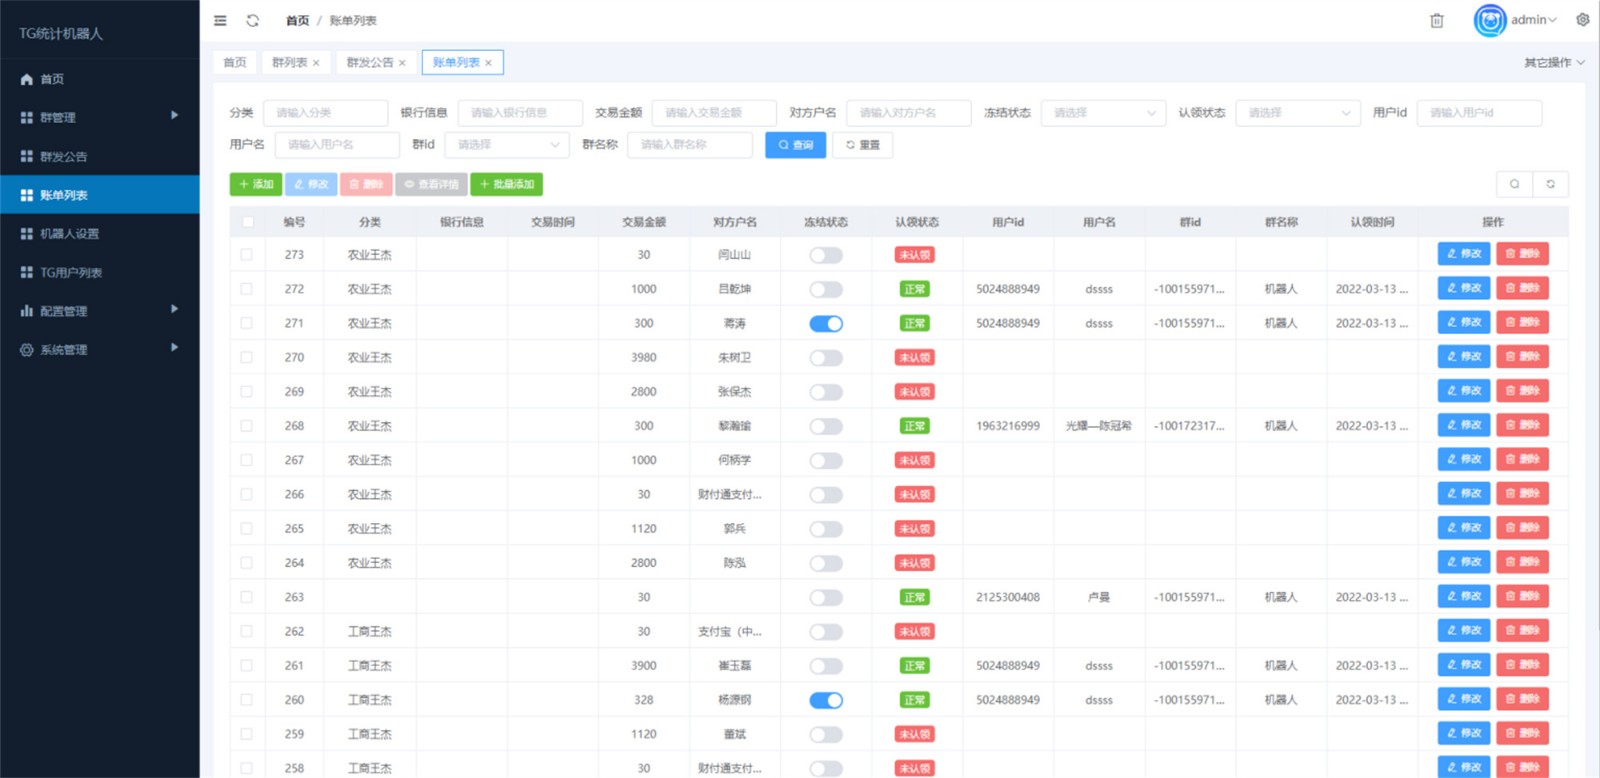 TG统计机器人
首页 / 账单列表
admin
首页
群管理
群发公告
账单列表
机器人设置
TG用户列表
配置管理
系统管理
首页 群列表 × 群发公告 × 账单列表 × 其它操作
分类 请输入分类 银行信息 请输入银行信息 交易金额 请输入交易金额 对方户名 请输入对方户名 冻结状态 请选择 认领状态 请选择 用户id 请输入用户id
用户名 请输入用户名 群id 请选择 群名称 请输入群名称 查询 重置
+ 添加 修改 删除 查看详情 + 批量添加
编号 分类 银行信息 交易时间 交易金额 对方户名 冻结状态 认领状态 用户id 用户名 群id 群名称 认领时间 操作
273 农业王杰 30 闫山山 未认领 修改 删除
272 农业王杰 1000 吕乾坤 正常 5024888949 dssss -100155971... 机器人 2022-03-13 ... 修改 删除
271 农业王杰 300 蒋涛 正常 5024888949 dssss -100155971... 机器人 2022-03-13 ... 修改 删除
270 农业王杰 3980 朱树卫 未认领 修改 删除
269 农业王杰 2800 张保杰 未认领 修改 删除
268 农业王杰 300 黎瀚瑜 正常 1963216999 光耀—陈冠希 -100172317... 机器人 2022-03-13 ... 修改 删除
267 农业王杰 1000 何柄学 未认领 修改 删除
266 农业王杰 30 财付通支付... 未认领 修改 删除
265 农业王杰 1120 郭兵 未认领 修改 删除
264 农业王杰 2800 陈泓 未认领 修改 删除
263 30 正常 2125300408 卢曼 -100155971... 机器人 2022-03-13 ... 修改 删除
262 工商王杰 30 支付宝（中... 未认领 修改 删除
261 工商王杰 3900 崔玉磊 正常 5024888949 dssss -100155971... 机器人 2022-03-13 ... 修改 删除
260 工商王杰 328 杨源钢 正常 5024888949 dssss -100155971... 机器人 2022-03-13 ... 修改 删除
259 工商王杰 1120 董斌 未认领 修改 删除
258 工商王杰 30 财付通支付... 未认领 修改 删除